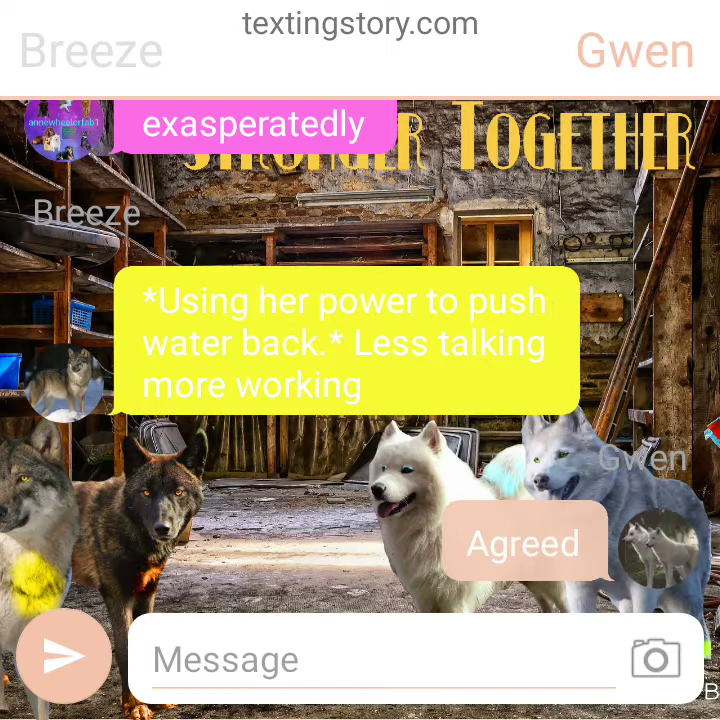 textingstory.com
Breeze
Gwen
annewheelerfab1
exasperatedly
TOGETHER
Breeze
*Using her power to push
water back.* Less talking
more working
Gwen
Agreed
Message
B